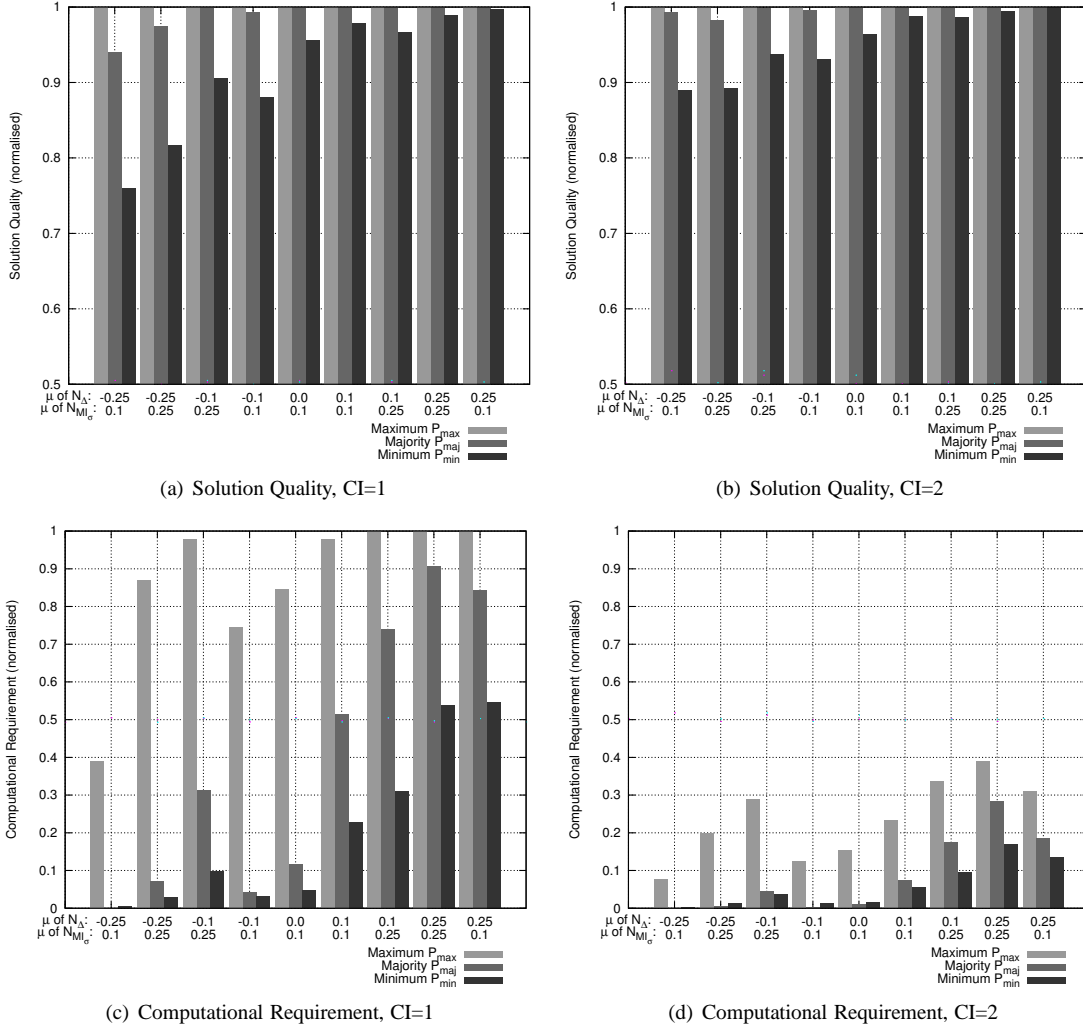 1
0.9
0.8
0.7
0.6
0.5
Solution Quality (normalised)
μ of N_Δ: -0.25 -0.25 -0.1 -0.1 0.0 0.1 0.1 0.25 0.25
μ of N_MI_σ: 0.1 0.25 0.25 0.1 0.1 0.1 0.25 0.25 0.1
Maximum P_max
Majority P_maj
Minimum P_min
(a) Solution Quality, CI=1
1
0.9
0.8
0.7
0.6
0.5
Solution Quality (normalised)
μ of N_Δ: -0.25 -0.25 -0.1 -0.1 0.0 0.1 0.1 0.25 0.25
μ of N_MI_σ: 0.1 0.25 0.25 0.1 0.1 0.1 0.25 0.25 0.1
Maximum P_max
Majority P_maj
Minimum P_min
(b) Solution Quality, CI=2
1
0.9
0.8
0.7
0.6
0.5
0.4
0.3
0.2
0.1
0
Computational Requirement (normalised)
μ of N_Δ: -0.25 -0.25 -0.1 -0.1 0.0 0.1 0.1 0.25 0.25
μ of N_MI_σ: 0.1 0.25 0.25 0.1 0.1 0.1 0.25 0.25 0.1
Maximum P_max
Majority P_maj
Minimum P_min
(c) Computational Requirement, CI=1
1
0.9
0.8
0.7
0.6
0.5
0.4
0.3
0.2
0.1
0
Computational Requirement (normalised)
μ of N_Δ: -0.25 -0.25 -0.1 -0.1 0.0 0.1 0.1 0.25 0.25
μ of N_MI_σ: 0.1 0.25 0.25 0.1 0.1 0.1 0.25 0.25 0.1
Maximum P_max
Majority P_maj
Minimum P_min
(d) Computational Requirement, CI=2